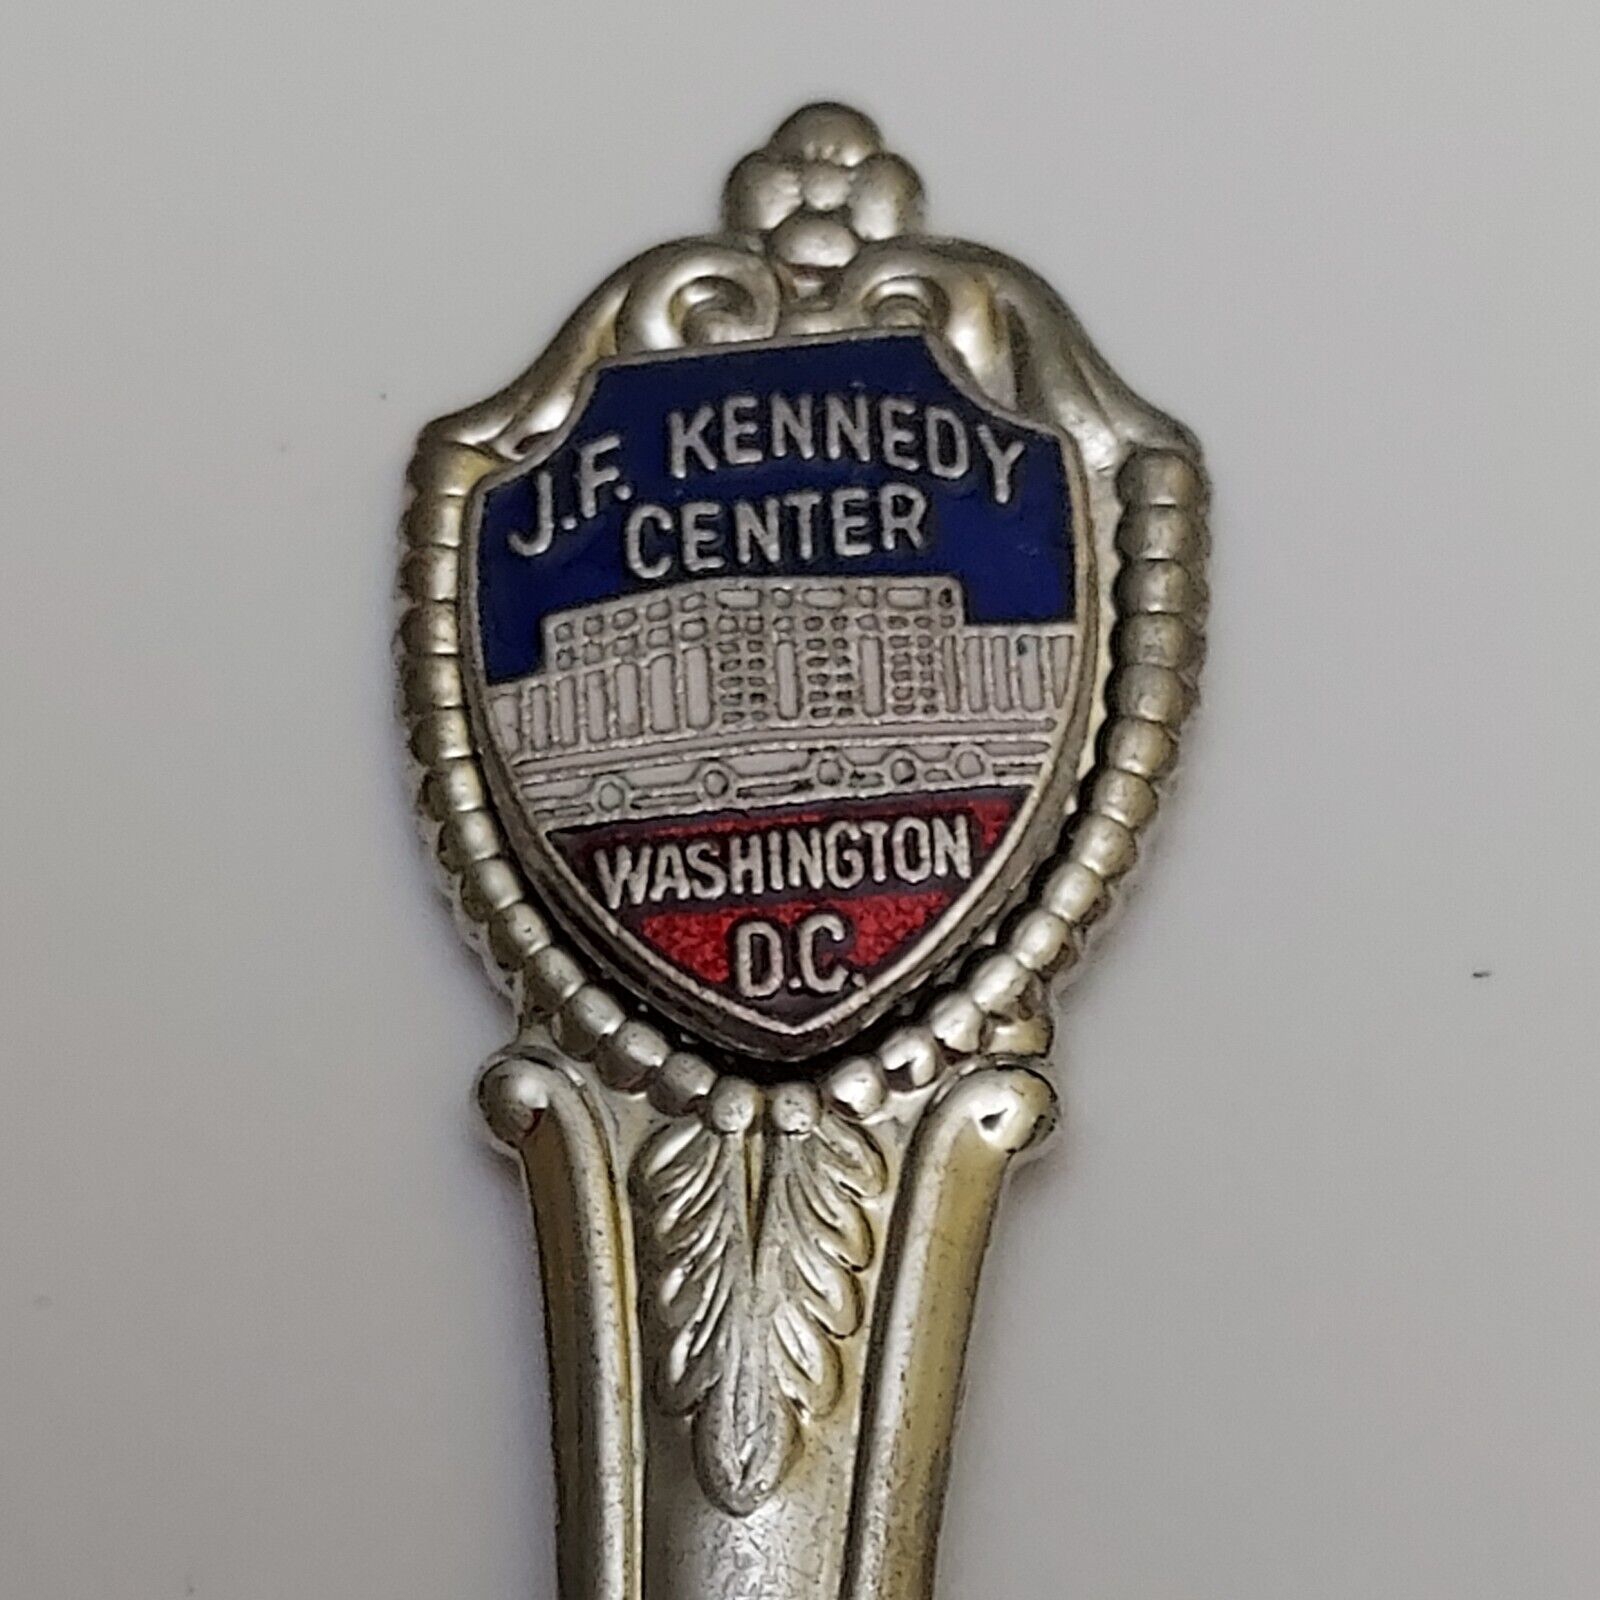 J.F. KENNEDY
CENTER
WASHINGTON
D.C.